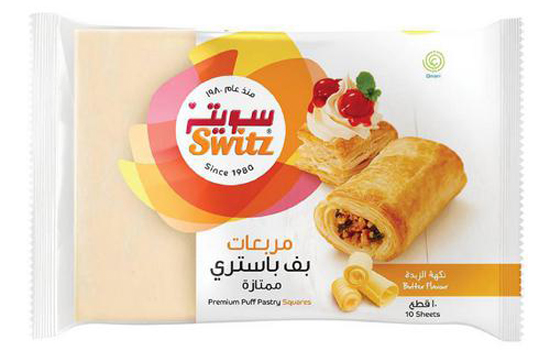 منذ عام ١٩٨٠
سويتز
Switz
Since 1980
مربعات
بف باستري
ممتازة
Premium Puff Pastry Squares
نكهة الزبدة
Butter Flavour
١٠ قطع
10 Sheets